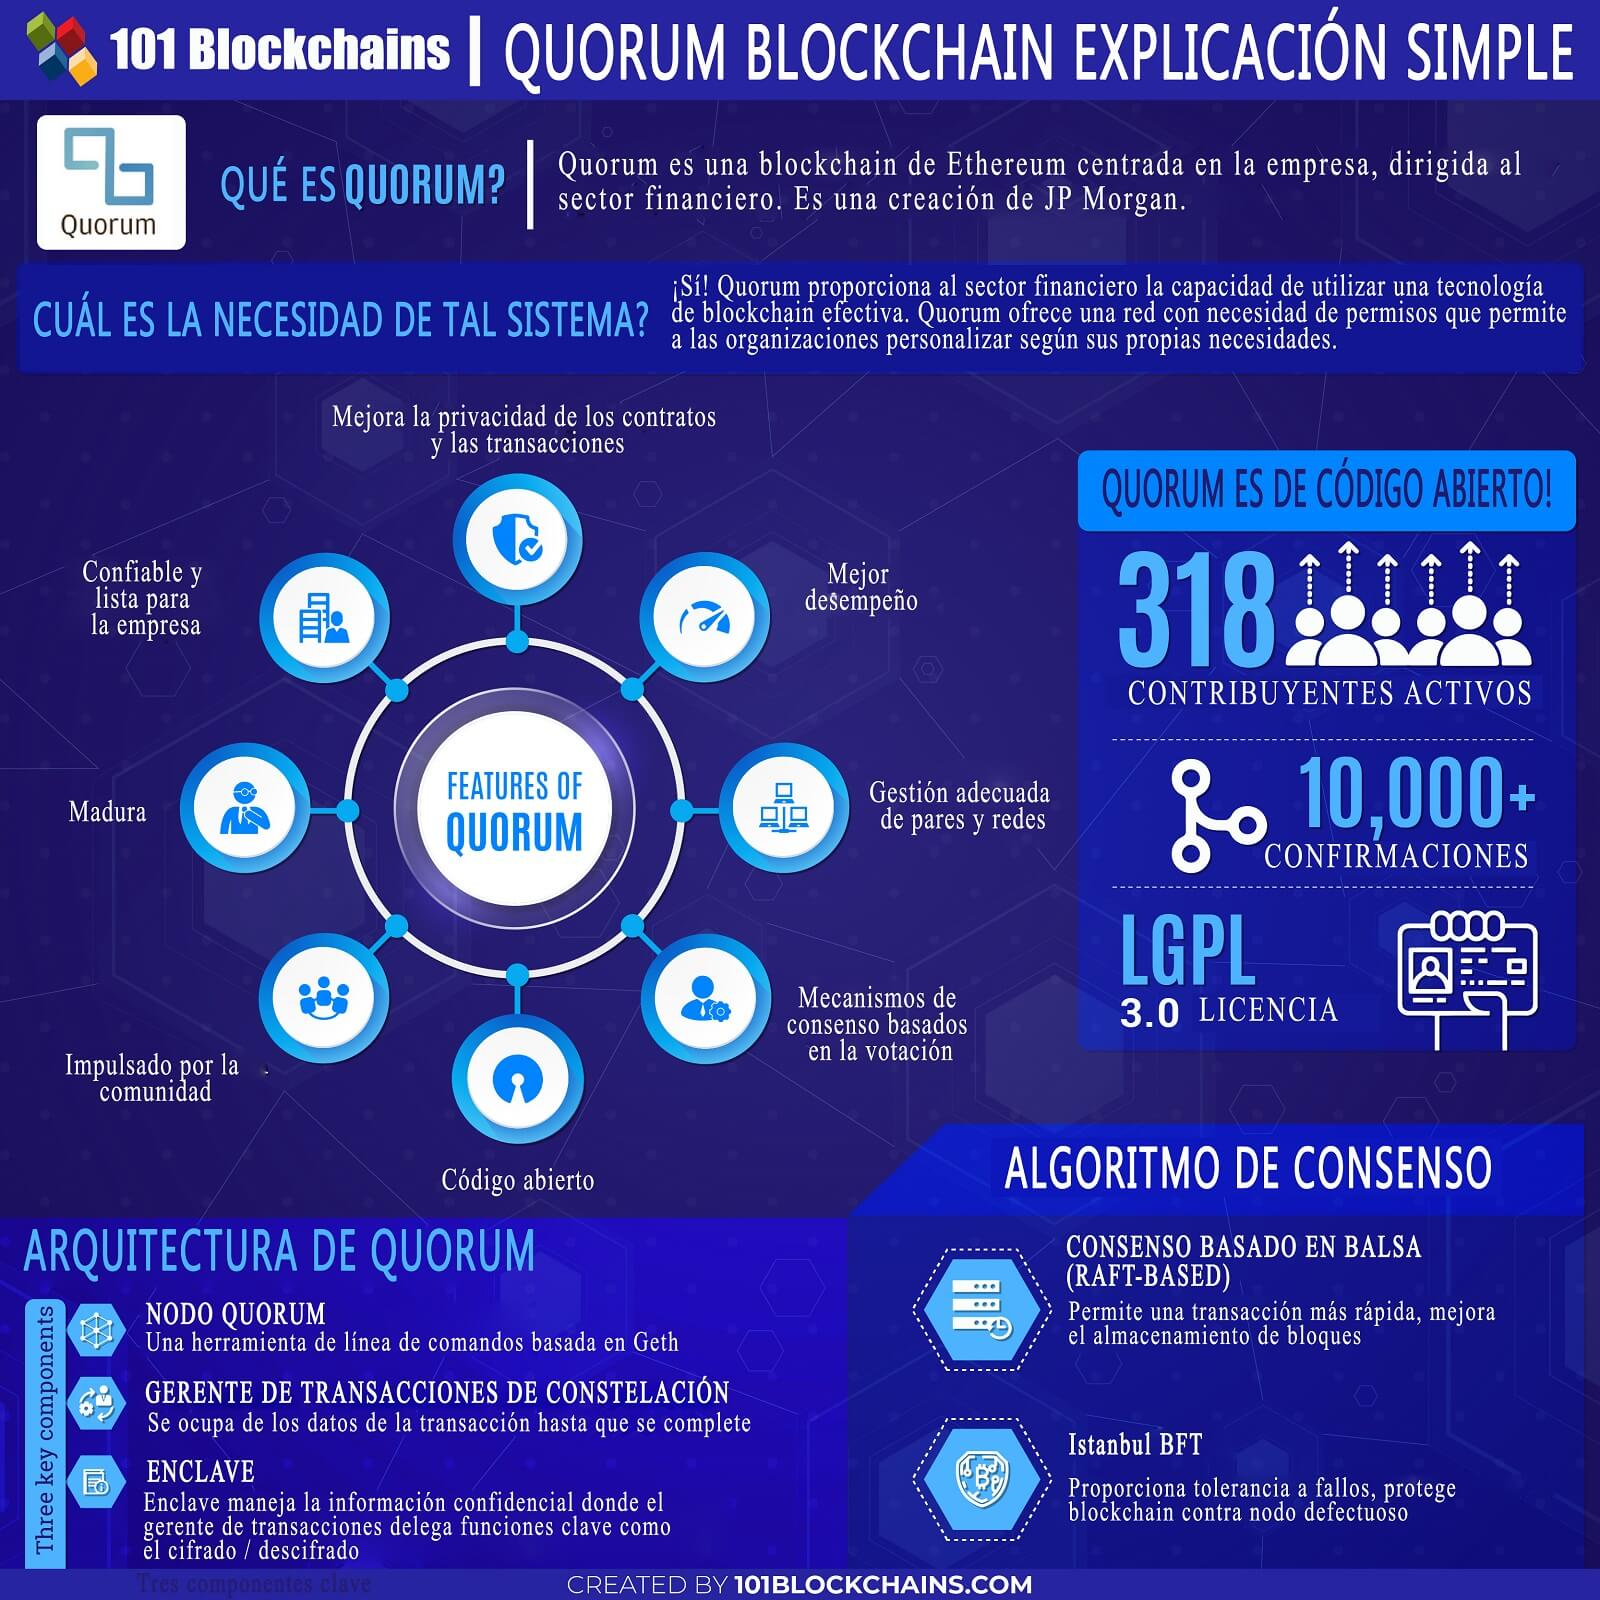 101 Blockchains | QUORUM BLOCKCHAIN EXPLICACIÓN SIMPLE
Quorum
QUÉ ES QUORUM?
Quorum es una blockchain de Ethereum centrada en la empresa, dirigida al
sector financiero. Es una creación de JP Morgan.
CUÁL ES LA NECESIDAD DE TAL SISTEMA?
¡Sí! Quorum proporciona al sector financiero la capacidad de utilizar una tecnología
de blockchain efectiva. Quorum ofrece una red con necesidad de permisos que permite
a las organizaciones personalizar según sus propias necesidades.
FEATURES OF
QUORUM
Mejora la privacidad de los contratos
y las transacciones
Mejor
desempeño
Gestión adecuada
de pares y redes
Mecanismos de
consenso basados
en la votación
Código abierto
Impulsado por la
comunidad
Madura
Confiable y
lista para
la empresa
QUORUM ES DE CÓDIGO ABIERTO!
318
CONTRIBUYENTES ACTIVOS
10,000+
CONFIRMACIONES
LGPL
3.0 LICENCIA
ARQUITECTURA DE QUORUM
Three key components
NODO QUORUM
Una herramienta de línea de comandos basada en Geth
GERENTE DE TRANSACCIONES DE CONSTELACIÓN
Se ocupa de los datos de la transacción hasta que se complete
ENCLAVE
Enclave maneja la información confidencial donde el
gerente de transacciones delega funciones clave como
el cifrado / descifrado
Tres componentes clave
ALGORITMO DE CONSENSO
CONSENSO BASADO EN BALSA
(RAFT-BASED)
Permite una transacción más rápida, mejora
el almacenamiento de bloques
Istanbul BFT
Proporciona tolerancia a fallos, protege
blockchain contra nodo defectuoso
CREATED BY 101BLOCKCHAINS.COM